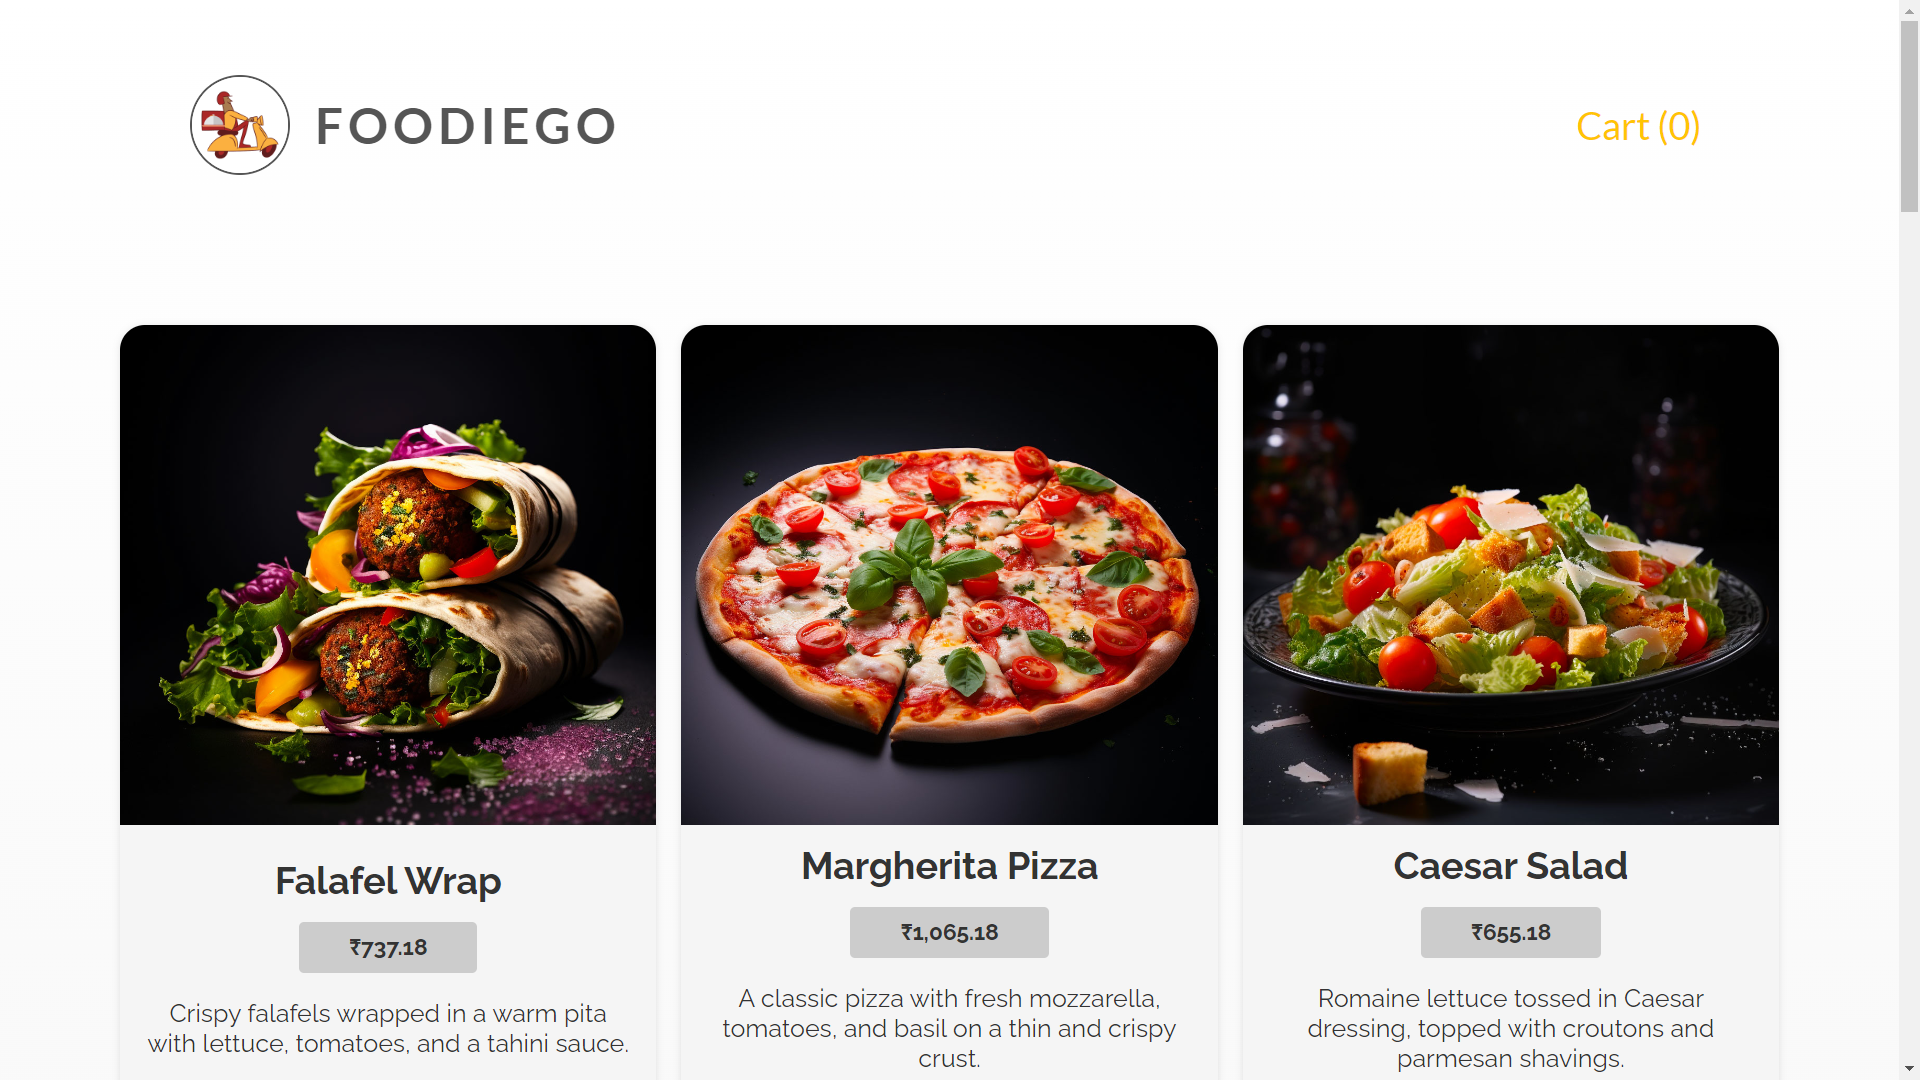 FOODIEGO
Cart (0)
Falafel Wrap
₹737.18
Crispy falafels wrapped in a warm pita
with lettuce, tomatoes, and a tahini sauce.
Margherita Pizza
₹1,065.18
A classic pizza with fresh mozzarella,
tomatoes, and basil on a thin and crispy
crust.
Caesar Salad
₹655.18
Romaine lettuce tossed in Caesar
dressing, topped with croutons and
parmesan shavings.